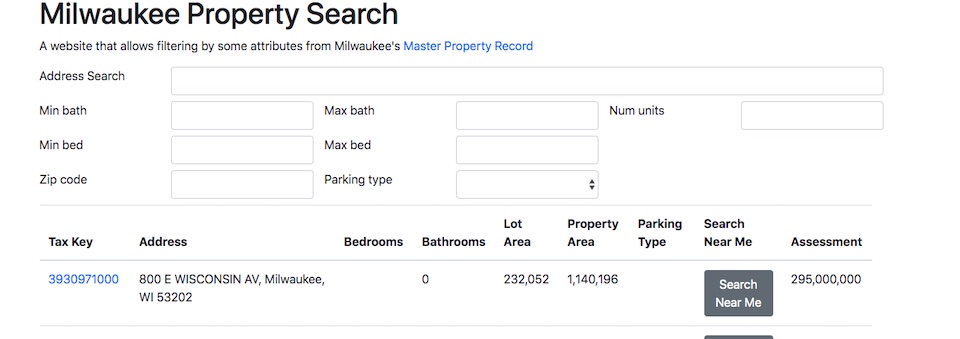 Milwaukee Property Search
A website that allows filtering by some attributes from Milwaukee's Master Property Record
Address Search
Min bath Max bath Num units
Min bed Max bed
Zip code Parking type
Tax Key Address Bedrooms Bathrooms Lot Area Property Area Parking Type Search Near Me Assessment
3930971000 800 E WISCONSIN AV, Milwaukee, WI 53202 0 232,052 1,140,196 Search Near Me 295,000,000